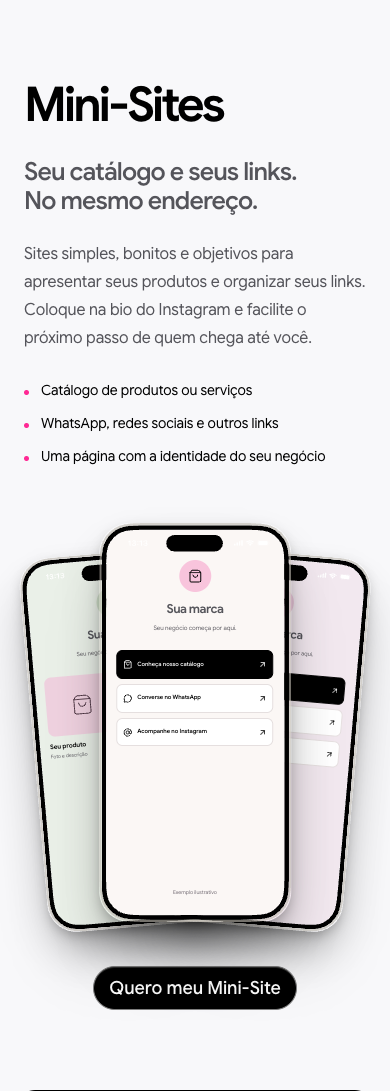 Mini-Sites
Seu catálogo e seus links.
No mesmo endereço.
Sites simples, bonitos e objetivos para
apresentar seus produtos e organizar seus links.
Coloque na bio do Instagram e facilite o
próximo passo de quem chega até você.
Catálogo de produtos ou serviços
WhatsApp, redes sociais e outros links
Uma página com a identidade do seu negócio
Sua marca
Seu negócio começa por aqui.
Conheça nosso catálogo
Converse no WhatsApp
Acompanhe no Instagram
Exemplo ilustrativo
Seu produto
Foto e descrição
por aqui.
Quero meu Mini-Site